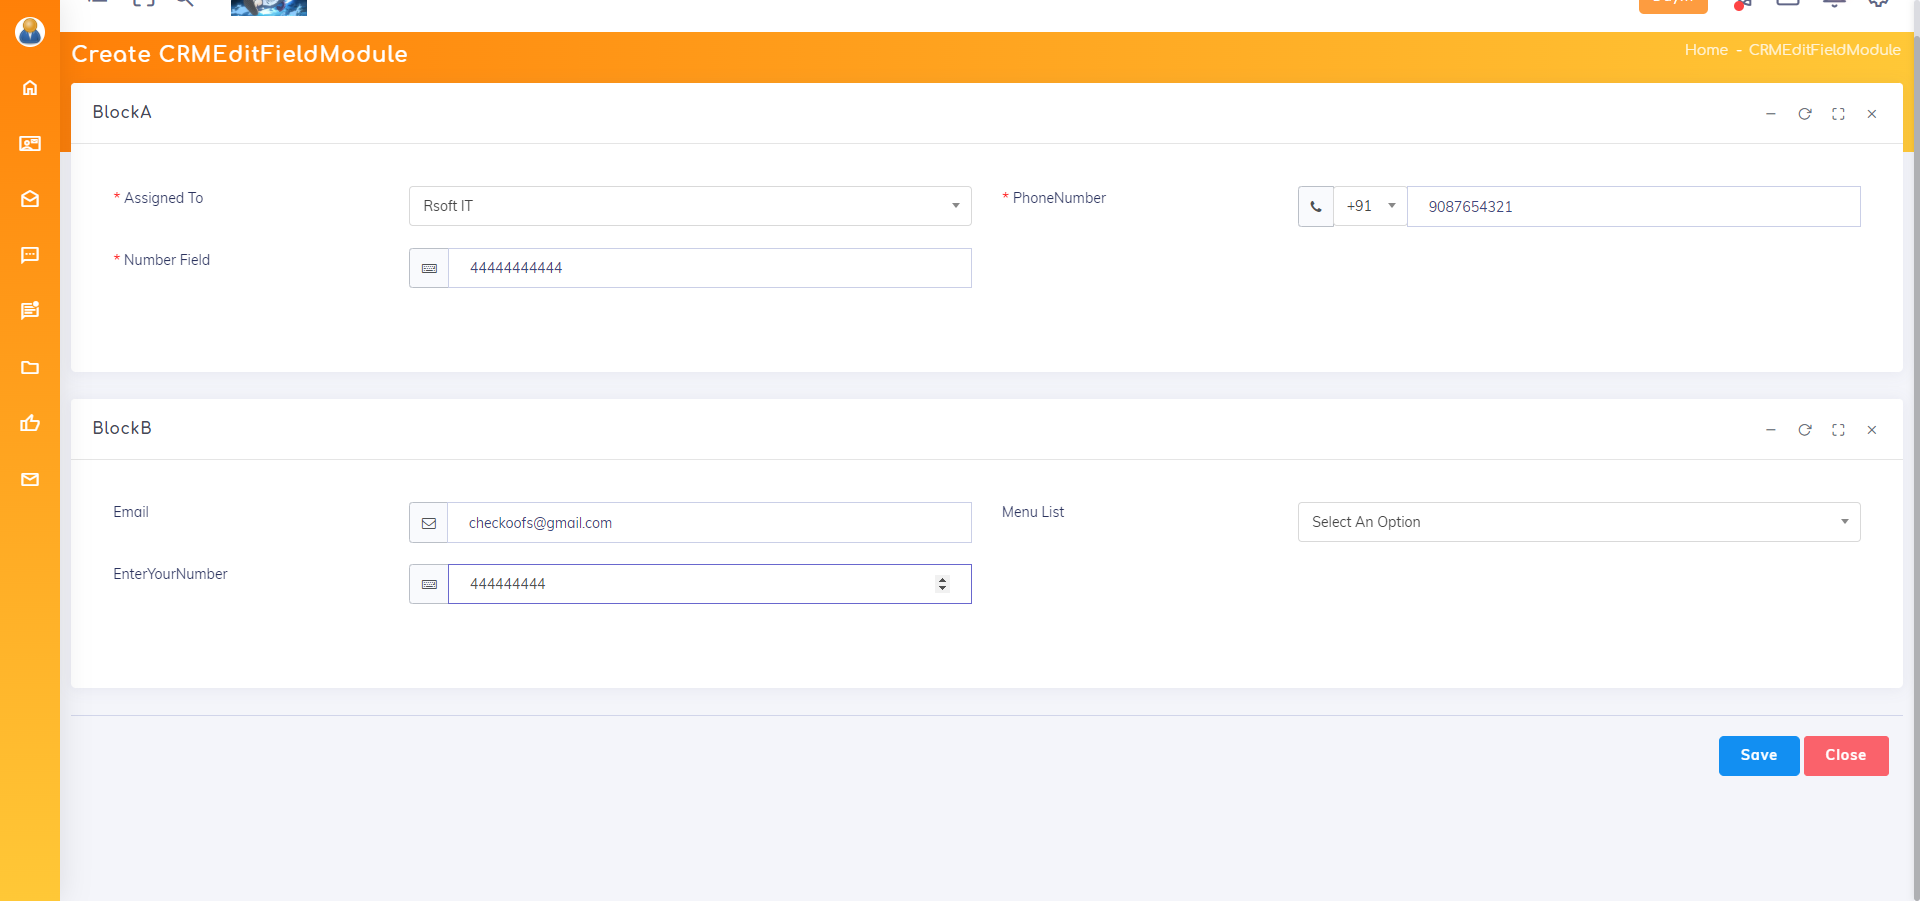 Create CRMEditFieldModule
Home - CRMEditFieldModule
BlockA
* Assigned To
Rsoft IT
* PhoneNumber
+91
9087654321
* Number Field
44444444444
BlockB
Email
checkoofs@gmail.com
Menu List
Select An Option
EnterYourNumber
444444444
Save
Close